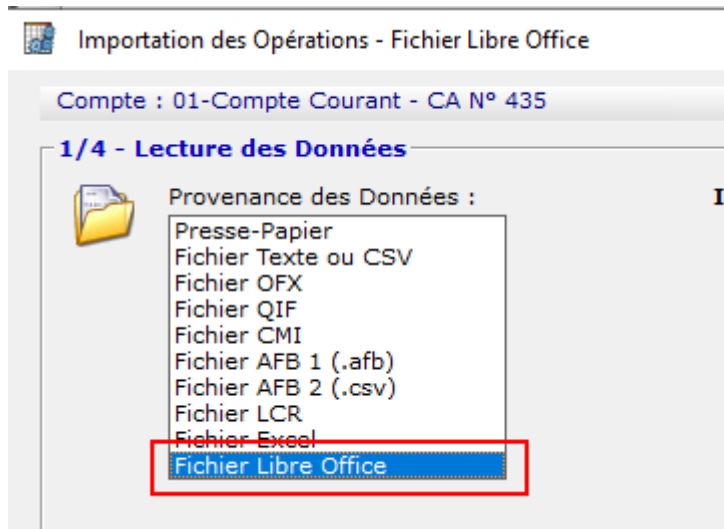 Importation des Opérations - Fichier Libre Office
Compte : 01-Compte Courant - CA N° 435
1/4 - Lecture des Données
Provenance des Données :
Presse-Papier
Fichier Texte ou CSV
Fichier OFX
Fichier QIF
Fichier CMI
Fichier AFB 1 (.afb)
Fichier AFB 2 (.csv)
Fichier LCR
Fichier Excel
Fichier Libre Office